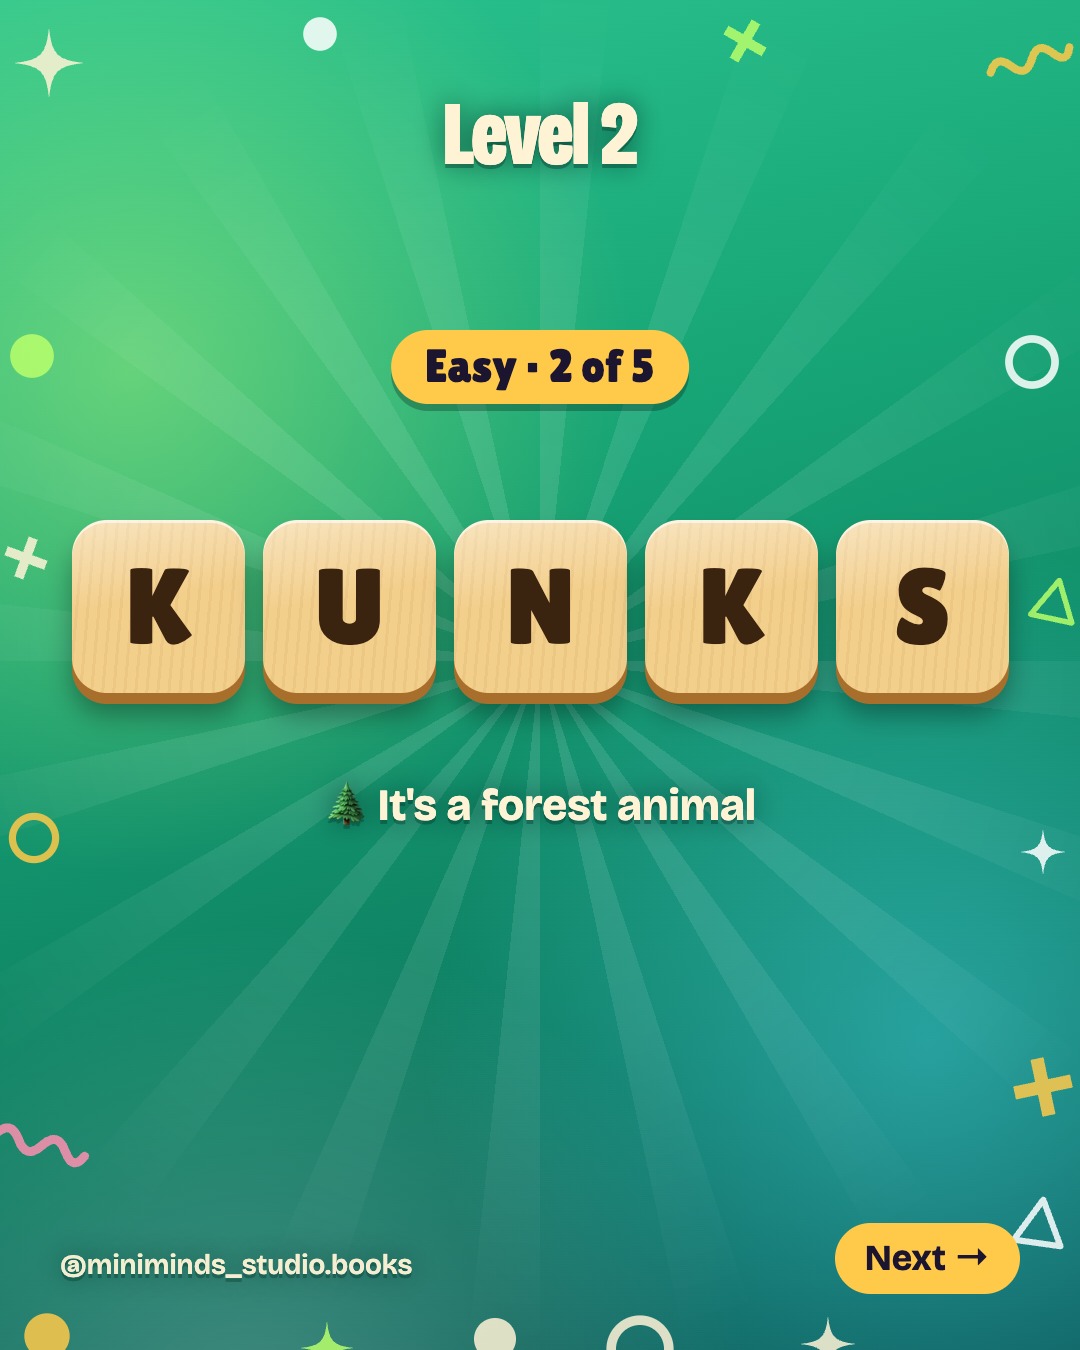 Level 2
Easy · 2 of 5
K U N K S
🌲 It's a forest animal
@miniminds_studio.books
Next →